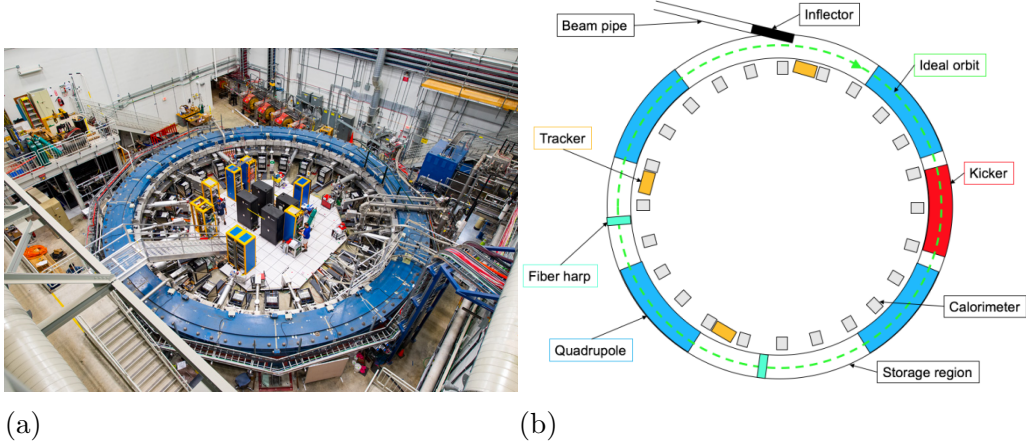 Beam pipe
Inflector
Ideal orbit
Tracker
Kicker
Fiber harp
Calorimeter
Quadrupole
Storage region
(a)
(b)